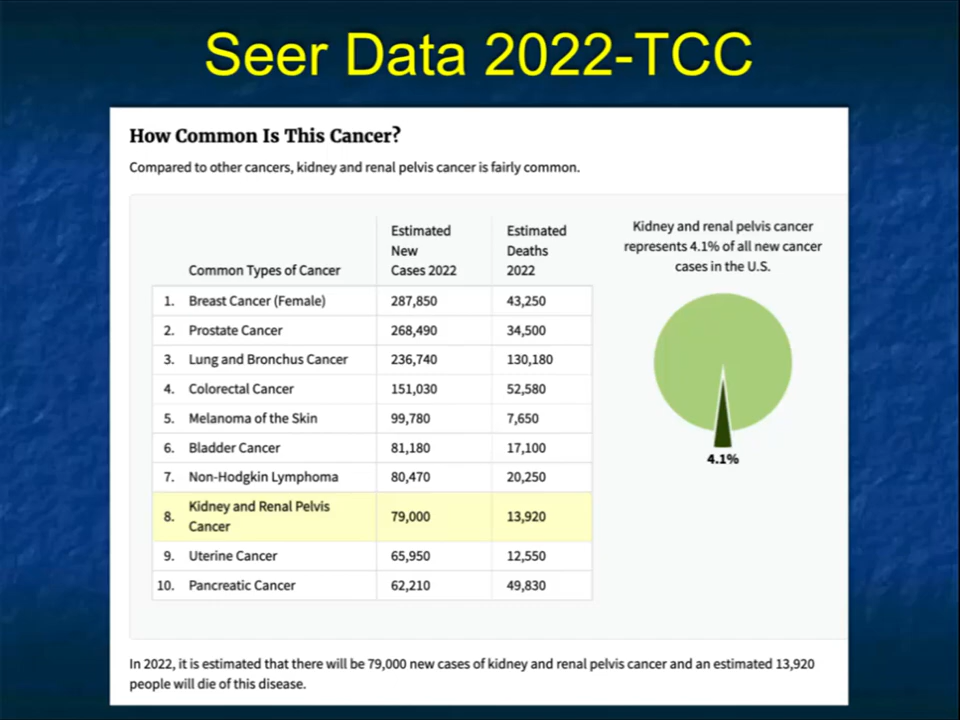 Seer Data 2022-TCC
How Common Is This Cancer?
Compared to other cancers, kidney and renal pelvis cancer is fairly common.
Common Types of Cancer
Estimated
New
Cases 2022
Estimated
Deaths
2022
1. Breast Cancer (Female) 287,850 43,250
2. Prostate Cancer 268,490 34,500
3. Lung and Bronchus Cancer 236,740 130,180
4. Colorectal Cancer 151,030 52,580
5. Melanoma of the Skin 99,780 7,650
6. Bladder Cancer 81,180 17,100
7. Non-Hodgkin Lymphoma 80,470 20,250
8. Kidney and Renal Pelvis
Cancer 79,000 13,920
9. Uterine Cancer 65,950 12,550
10. Pancreatic Cancer 62,210 49,830
Kidney and renal pelvis cancer
represents 4.1% of all new cancer
cases in the U.S.
4.1%
In 2022, it is estimated that there will be 79,000 new cases of kidney and renal pelvis cancer and an estimated 13,920
people will die of this disease.